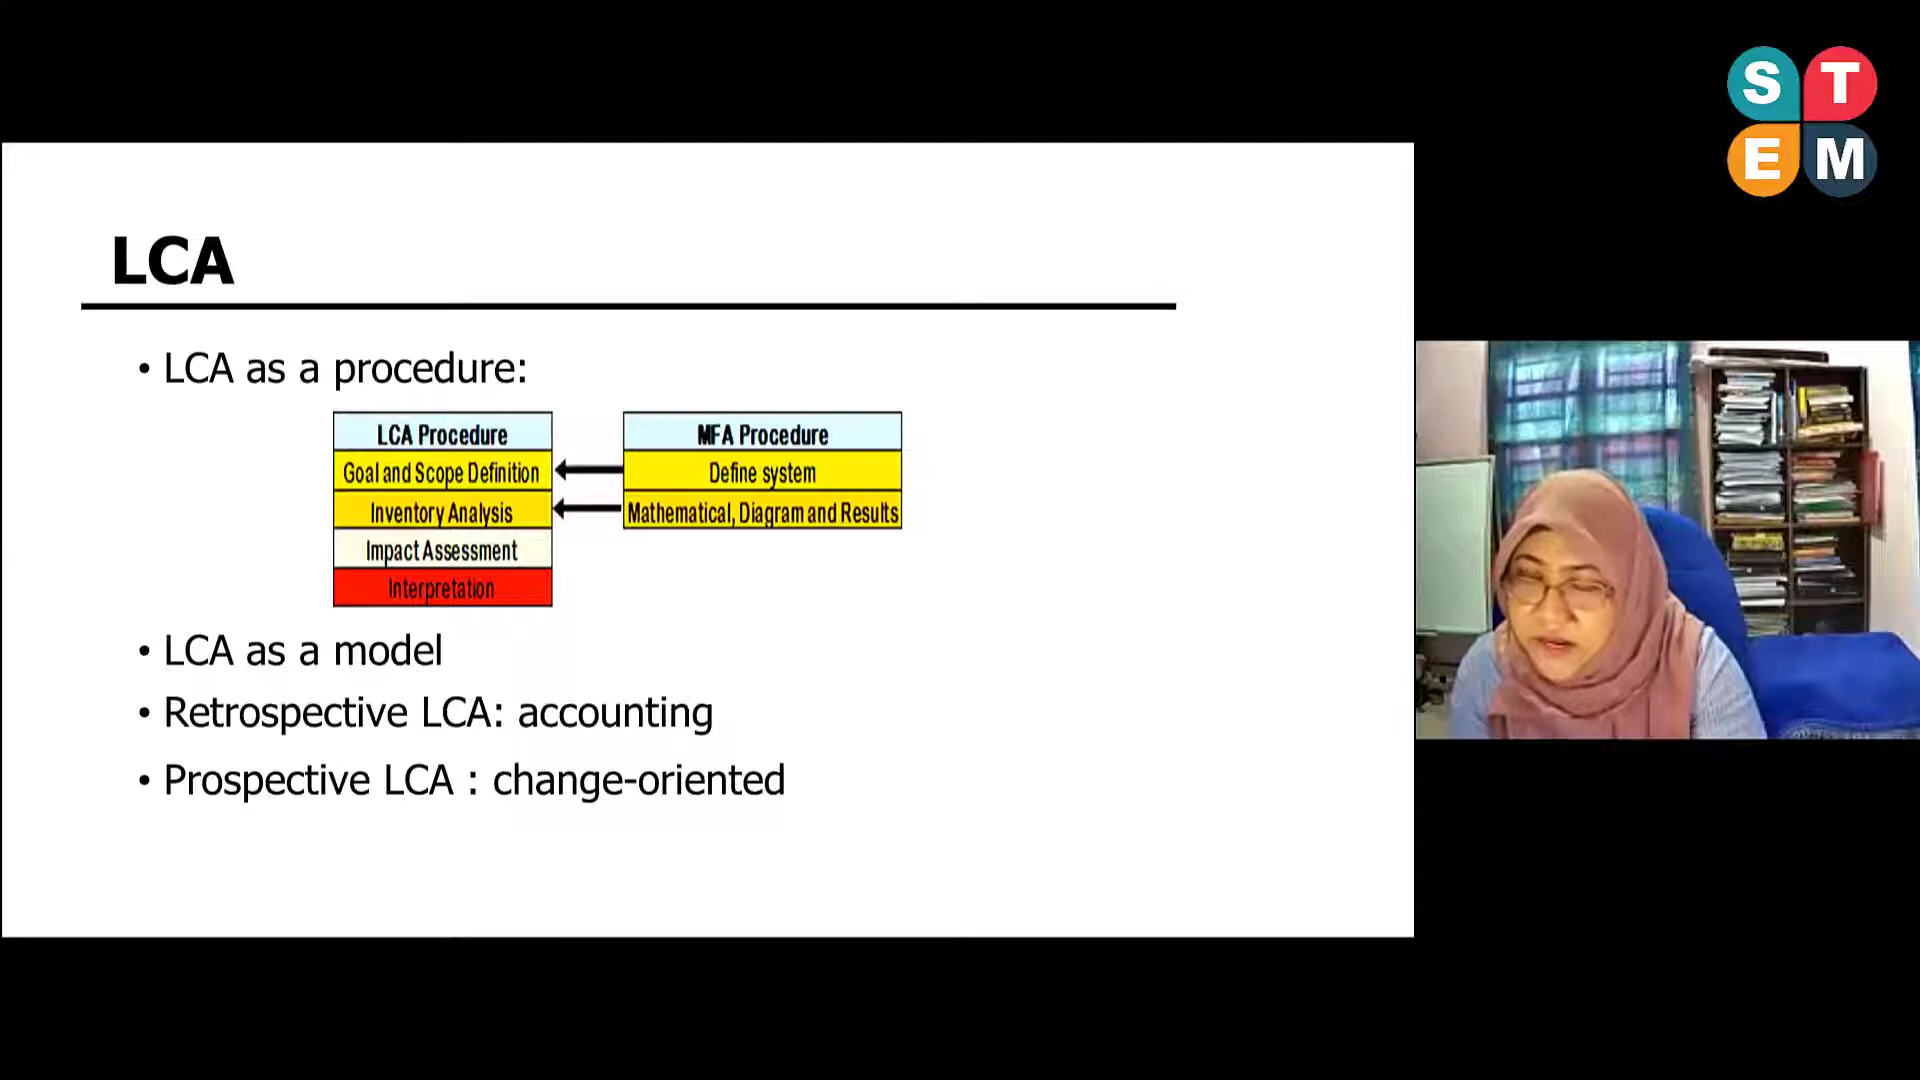 S T
E M
LCA
• LCA as a procedure:
LCA Procedure
MFA Procedure
Goal and Scope Definition
Define system
Inventory Analysis
Mathematical, Diagram and Results
Impact Assessment
Interpretation
• LCA as a model
• Retrospective LCA: accounting
• Prospective LCA : change-oriented